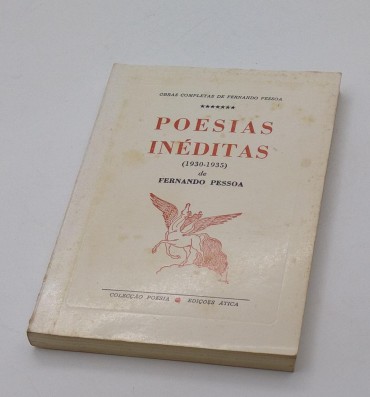 OBRAS COMPLETAS DE FERNANDO PESSOA
*******
POESIAS
INÉDITAS
(1930-1935)
de
FERNANDO PESSOA
COLECÇÃO POESIA EDIÇÕES ÁTICA